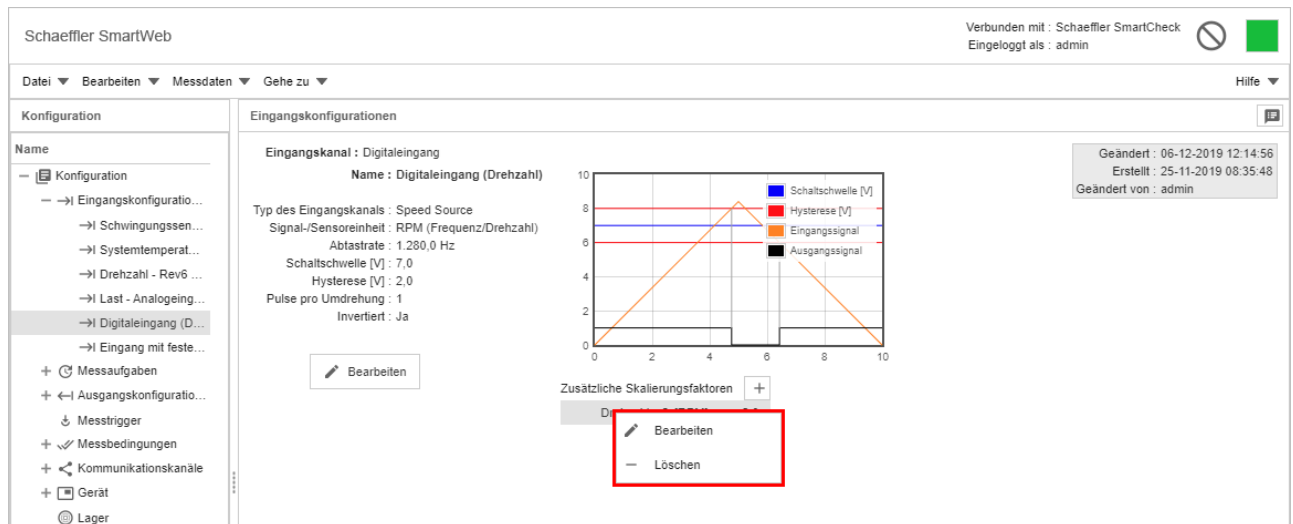 Schaeffler SmartWeb
Verbunden mit : Schaeffler SmartCheck
Eingeloggt als : admin
Datei Bearbeiten Messdaten Gehe zu Hilfe
Konfiguration
Name
Konfiguration
Eingangskonfiguratio...
Schwingungssen...
Systemtemperat...
Drehzahl - Rev6 ...
Last - Analogeing...
Digitaleingang (D...
Eingang mit feste...
Messaufgaben
Ausgangskonfiguratio...
Messtrigger
Messbedingungen
Kommunikationskanäle
Gerät
Lager
Eingangskonfigurationen
Eingangskanal : Digitaleingang
Name : Digitaleingang (Drehzahl)
Typ des Eingangskanals : Speed Source
Signal-/Sensoreinheit : RPM (Frequenz/Drehzahl)
Abtastrate : 1.280,0 Hz
Schaltschwelle [V] : 7,0
Hysterese [V] : 2,0
Pulse pro Umdrehung : 1
Invertiert : Ja
Bearbeiten
10
8
6
4
2
0
0 2 4 6 8 10
Schaltschwelle [V]
Hysterese [V]
Eingangssignal
Ausgangssignal
Zusätzliche Skalierungsfaktoren
Bearbeiten
Löschen
Geändert : 06-12-2019 12:14:56
Erstellt : 25-11-2019 08:35:48
Geändert von : admin